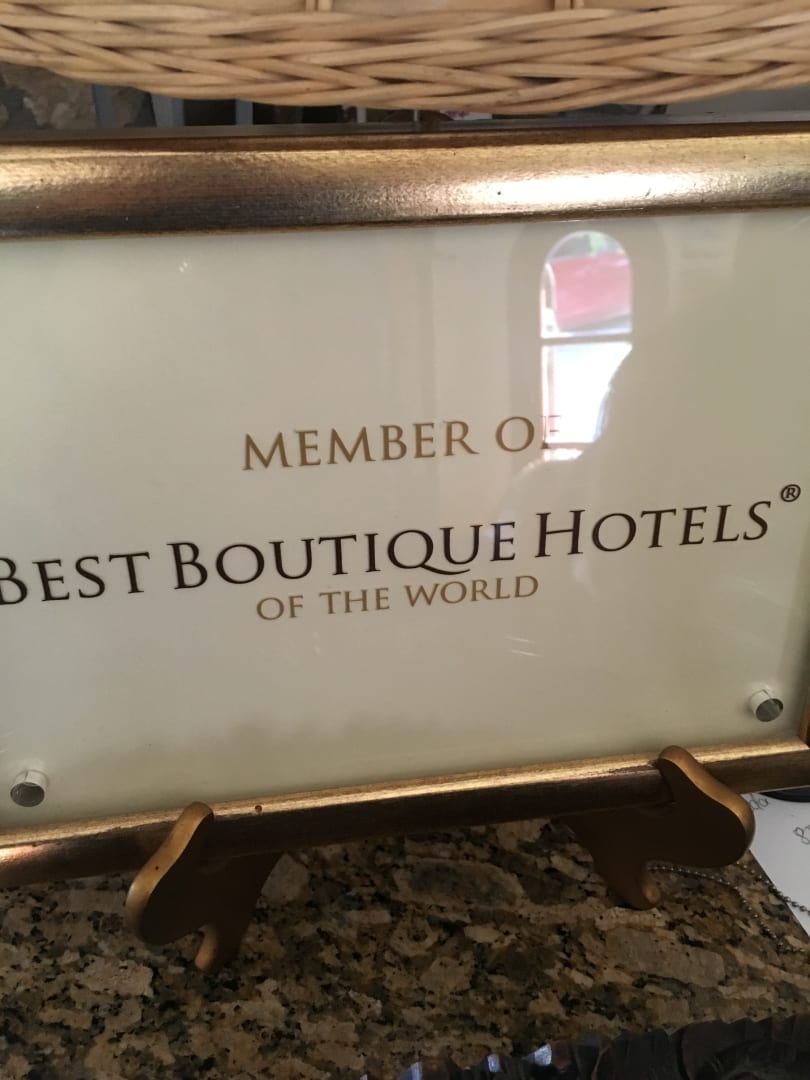 MEMBER OF
BEST BOUTIQUE HOTELS®
OF THE WORLD